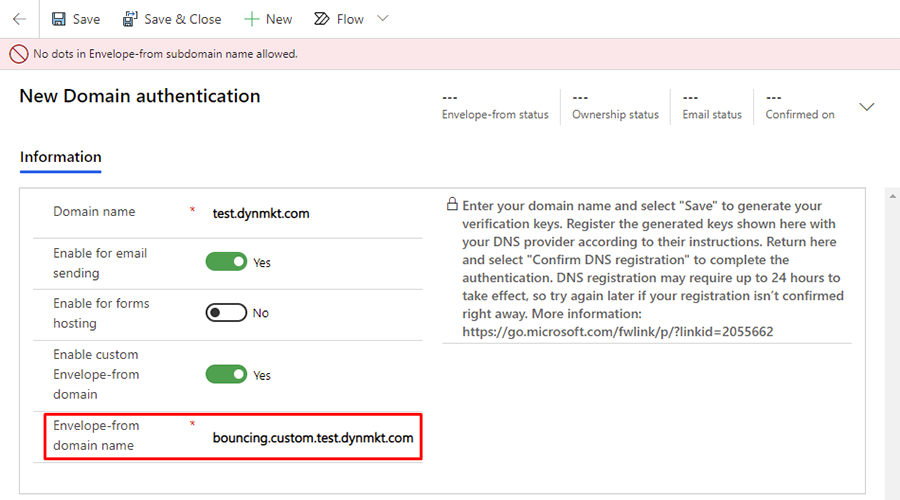 Save
Save & Close
New
Flow
No dots in Envelope-from subdomain name allowed.
New Domain authentication
---
Envelope-from status
---
Ownership status
---
Email status
---
Confirmed on
Information
Domain name
*
test.dynmkt.com
Enable for email
sending
Yes
Enable for forms
hosting
No
Enable custom
Envelope-from
domain
Yes
Envelope-from
domain name
*
bouncing.custom.test.dynmkt.com
Enter your domain name and select "Save" to generate your
verification keys. Register the generated keys shown here with
your DNS provider according to their instructions. Return here
and select "Confirm DNS registration" to complete the
authentication. DNS registration may require up to 24 hours to
take effect, so try again later if your registration isn’t confirmed
right away. More information:
https://go.microsoft.com/fwlink/p/?linkid=2055662